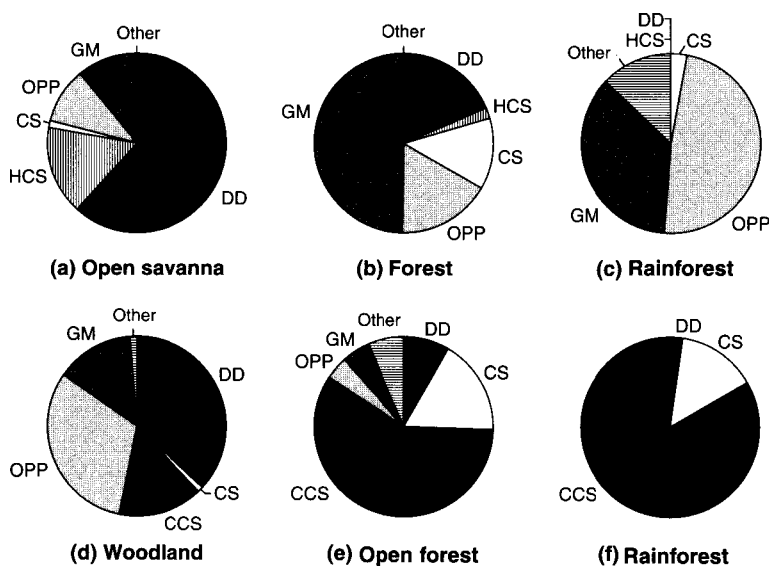 Other
GM
OPP
CS
HCS
DD
(a) Open savanna
Other
DD
GM
HCS
CS
OPP
(b) Forest
DD
HCS
CS
Other
GM
OPP
(c) Rainforest
Other
GM
DD
OPP
CS
CCS
(d) Woodland
Other
GM
DD
OPP
CS
CCS
(e) Open forest
DD
CS
CCS
(f) Rainforest